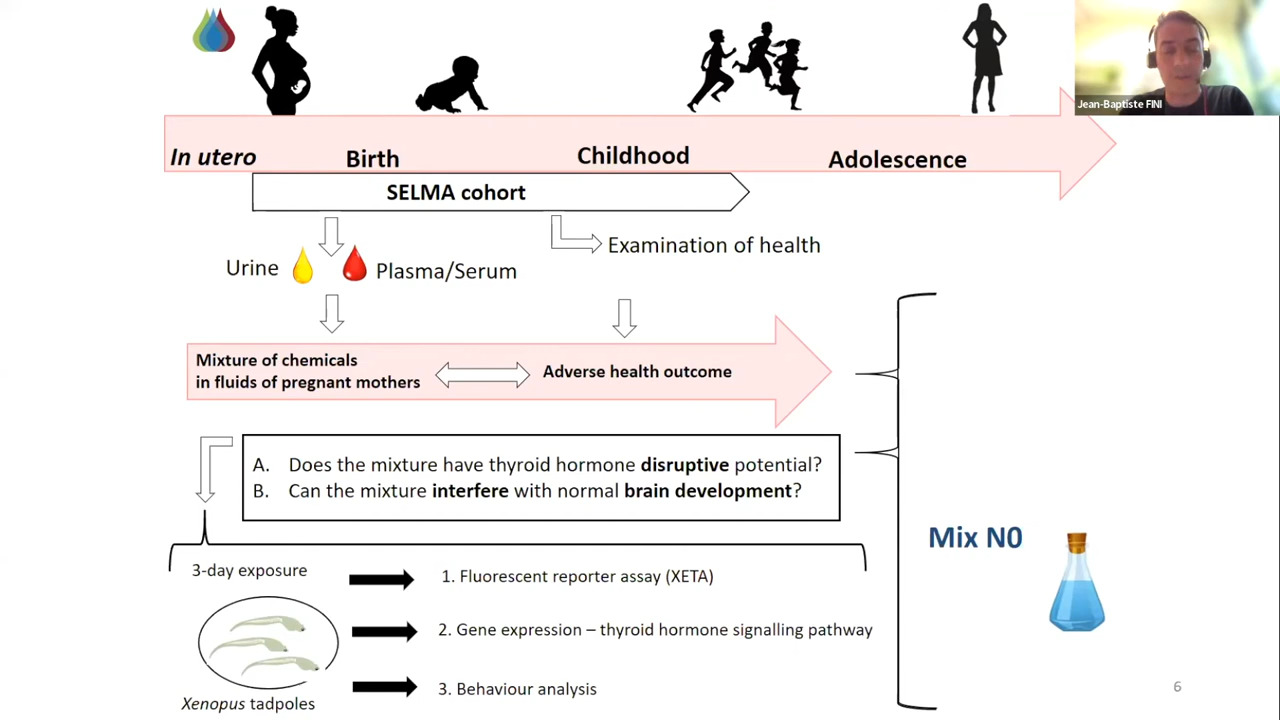 Jean-Baptiste FINI
In utero
Birth
Childhood
Adolescence
SELMA cohort
Urine
Plasma/Serum
Examination of health
Mixture of chemicals
in fluids of pregnant mothers
Adverse health outcome
A. Does the mixture have thyroid hormone disruptive potential?
B. Can the mixture interfere with normal brain development?
Mix N0
3-day exposure
1. Fluorescent reporter assay (XETA)
2. Gene expression – thyroid hormone signalling pathway
3. Behaviour analysis
Xenopus tadpoles
6